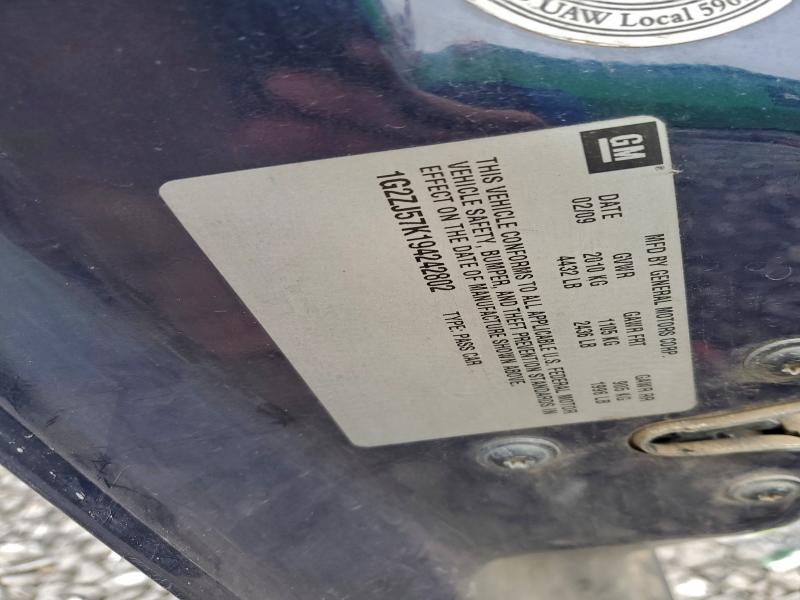 UAW Local 596
GM
MFD BY GENERAL MOTORS CORP.
DATE GVWR GAWR FRT GAWR RR
02/09 2010 KG 1105 KG 905 KG
4432 LB 2436 LB 1996 LB
THIS VEHICLE CONFORMS TO ALL APPLICABLE U.S. FEDERAL MOTOR
VEHICLE SAFETY, BUMPER, AND THEFT PREVENTION STANDARDS IN
EFFECT ON THE DATE OF MANUFACTURE SHOWN ABOVE.
1G2ZJ57K194242802 TYPE: PASS CAR